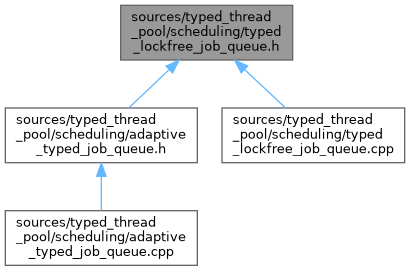 sources/typed_thread
_pool/scheduling/typed
_lockfree_job_queue.h
sources/typed_thread
_pool/scheduling/adaptive
_typed_job_queue.h
sources/typed_thread
_pool/scheduling/typed
_lockfree_job_queue.cpp
sources/typed_thread
_pool/scheduling/adaptive
_typed_job_queue.cpp